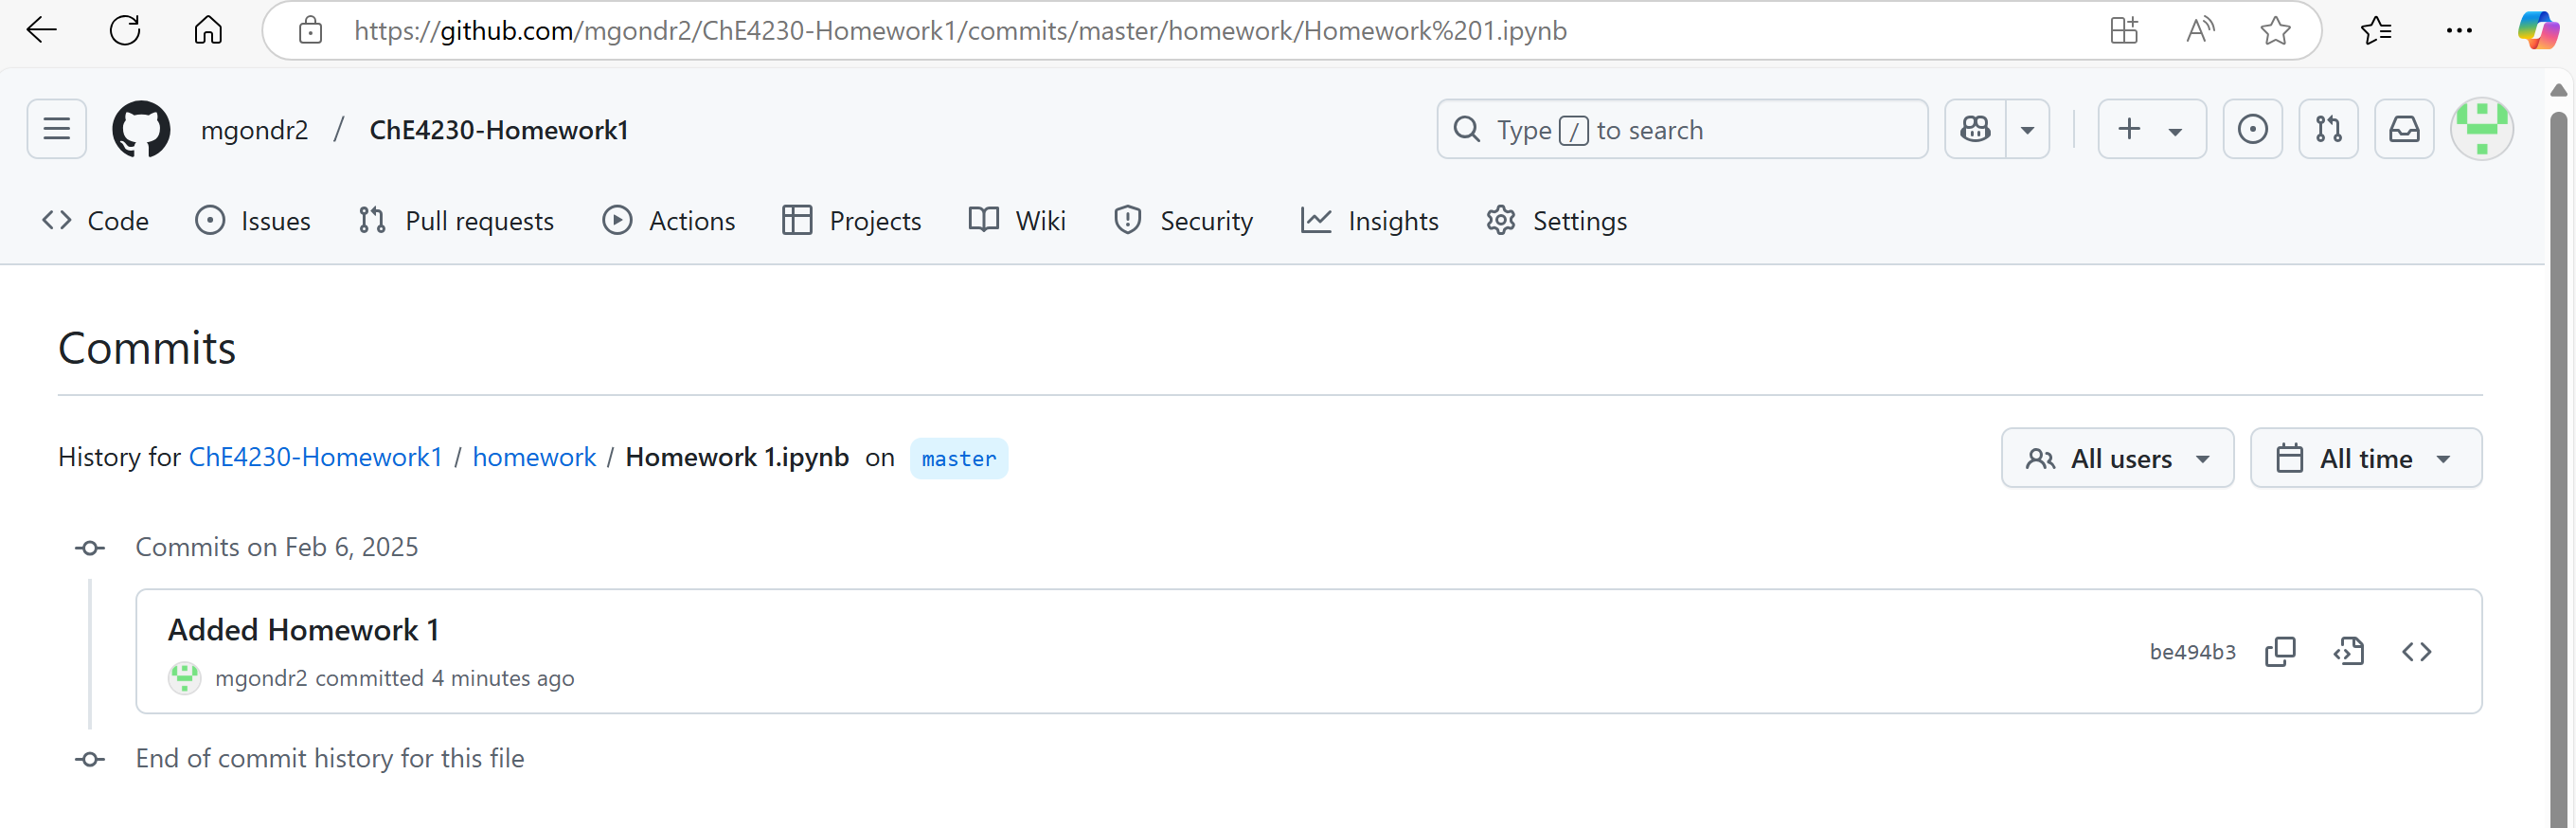 https://github.com/mgondr2/ChE4230-Homework1/commits/master/homework/Homework%201.ipynb
mgondr2 / ChE4230-Homework1
Type / to search
Code Issues Pull requests Actions Projects Wiki Security Insights Settings
Commits
History for ChE4230-Homework1 / homework / Homework 1.ipynb on master
All users All time
Commits on Feb 6, 2025
Added Homework 1
be494b3
mgondr2 committed 4 minutes ago
End of commit history for this file